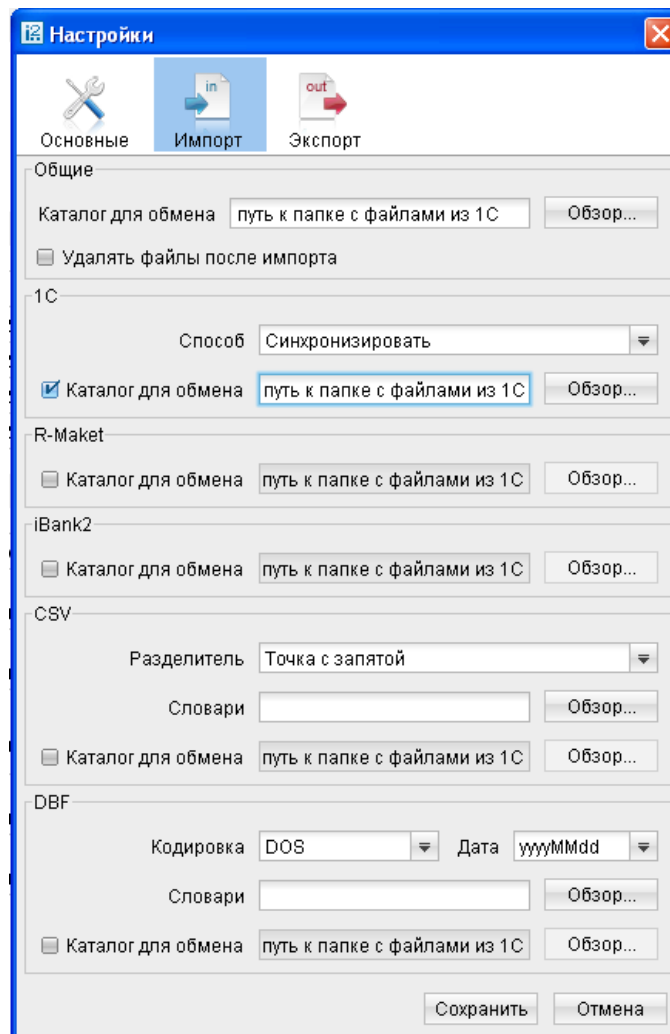 Настройки
in
out
Основные Импорт Экспорт
Общие
Каталог для обмена путь к папке с файлами из 1С Обзор...
Удалять файлы после импорта
1С
Способ Синхронизировать
Каталог для обмена путь к папке с файлами из 1С Обзор...
R-Maket
Каталог для обмена путь к папке с файлами из 1С Обзор...
iBank2
Каталог для обмена путь к папке с файлами из 1С Обзор...
CSV
Разделитель Точка с запятой
Словари Обзор...
Каталог для обмена путь к папке с файлами из 1С Обзор...
DBF
Кодировка DOS Дата yyyyMMdd
Словари Обзор...
Каталог для обмена путь к папке с файлами из 1С Обзор...
Сохранить Отмена